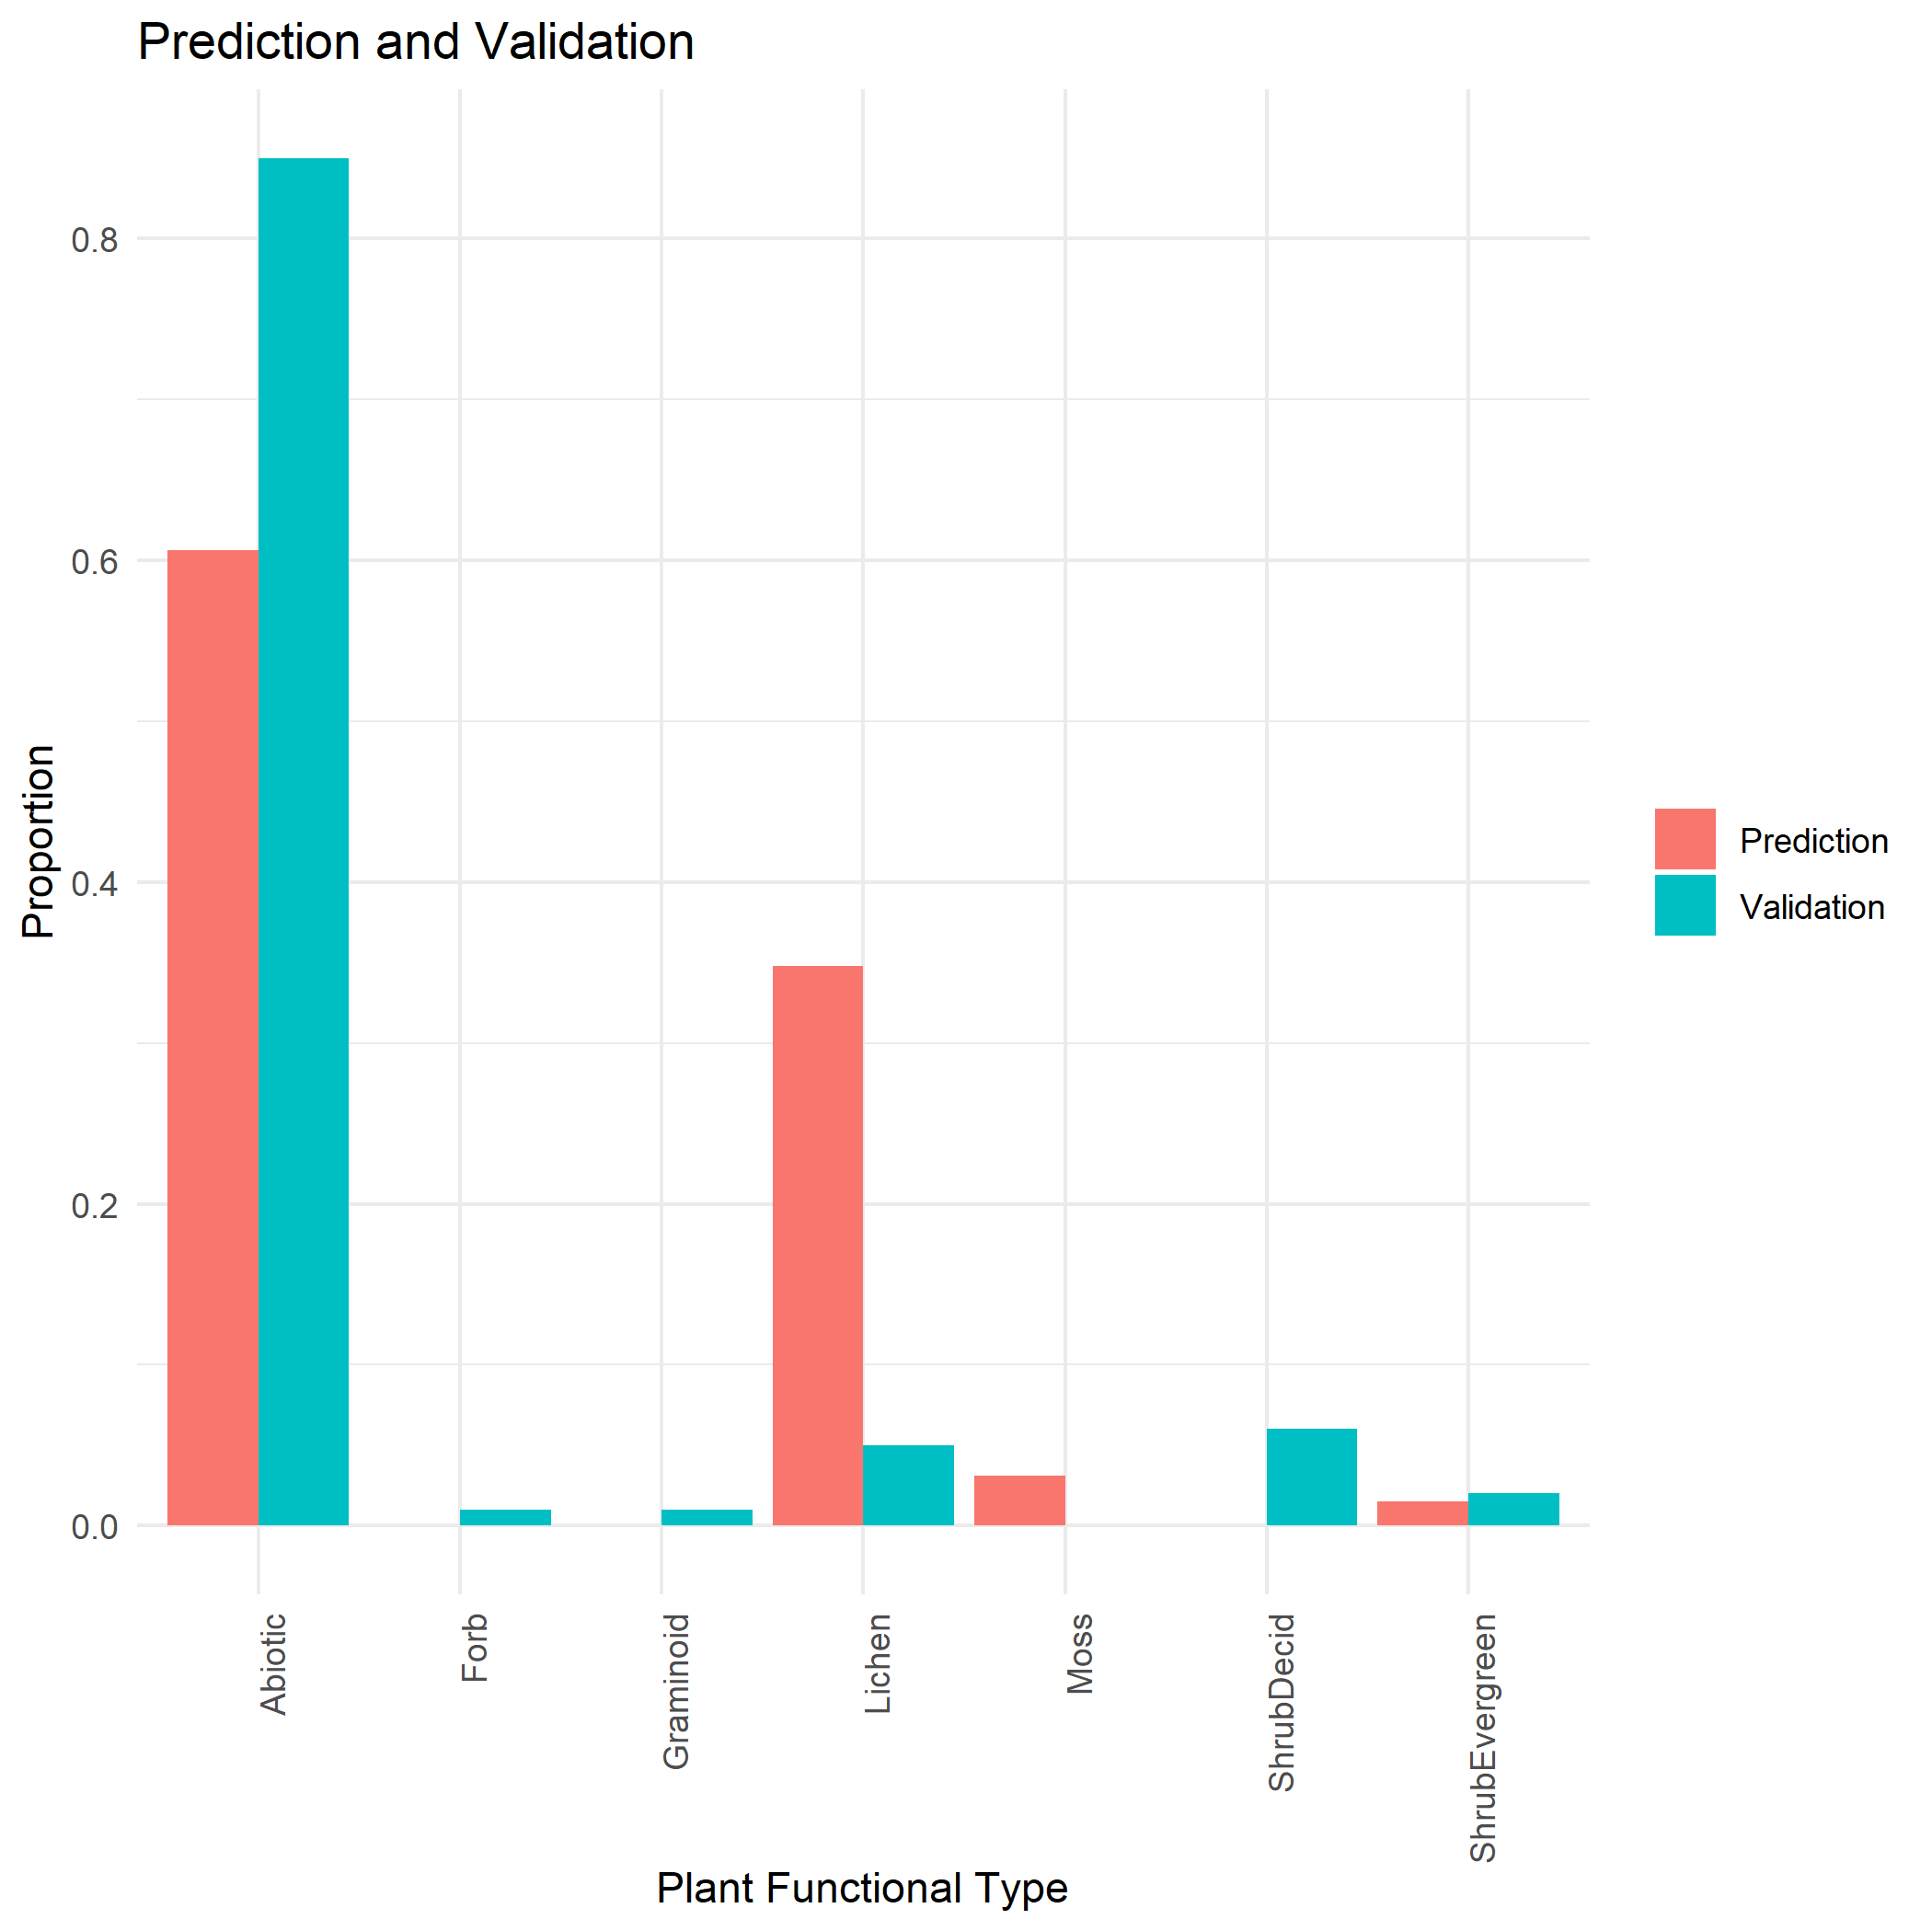 Prediction and Validation
Proportion
0.8
0.6
0.4
0.2
0.0
Abiotic
Forb
Graminoid
Lichen
Moss
ShrubDecid
ShrubEvergreen
Plant Functional Type
Prediction
Validation